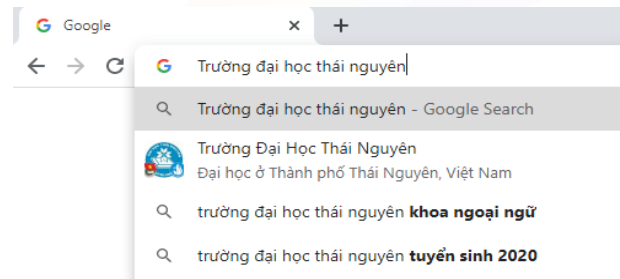 Google
Trường đại học thái nguyên
Trường đại học thái nguyên - Google Search
Trường Đại Học Thái Nguyên
Đại học ở Thành phố Thái Nguyên, Việt Nam
trường đại học thái nguyên khoa ngoại ngữ
trường đại học thái nguyên tuyển sinh 2020